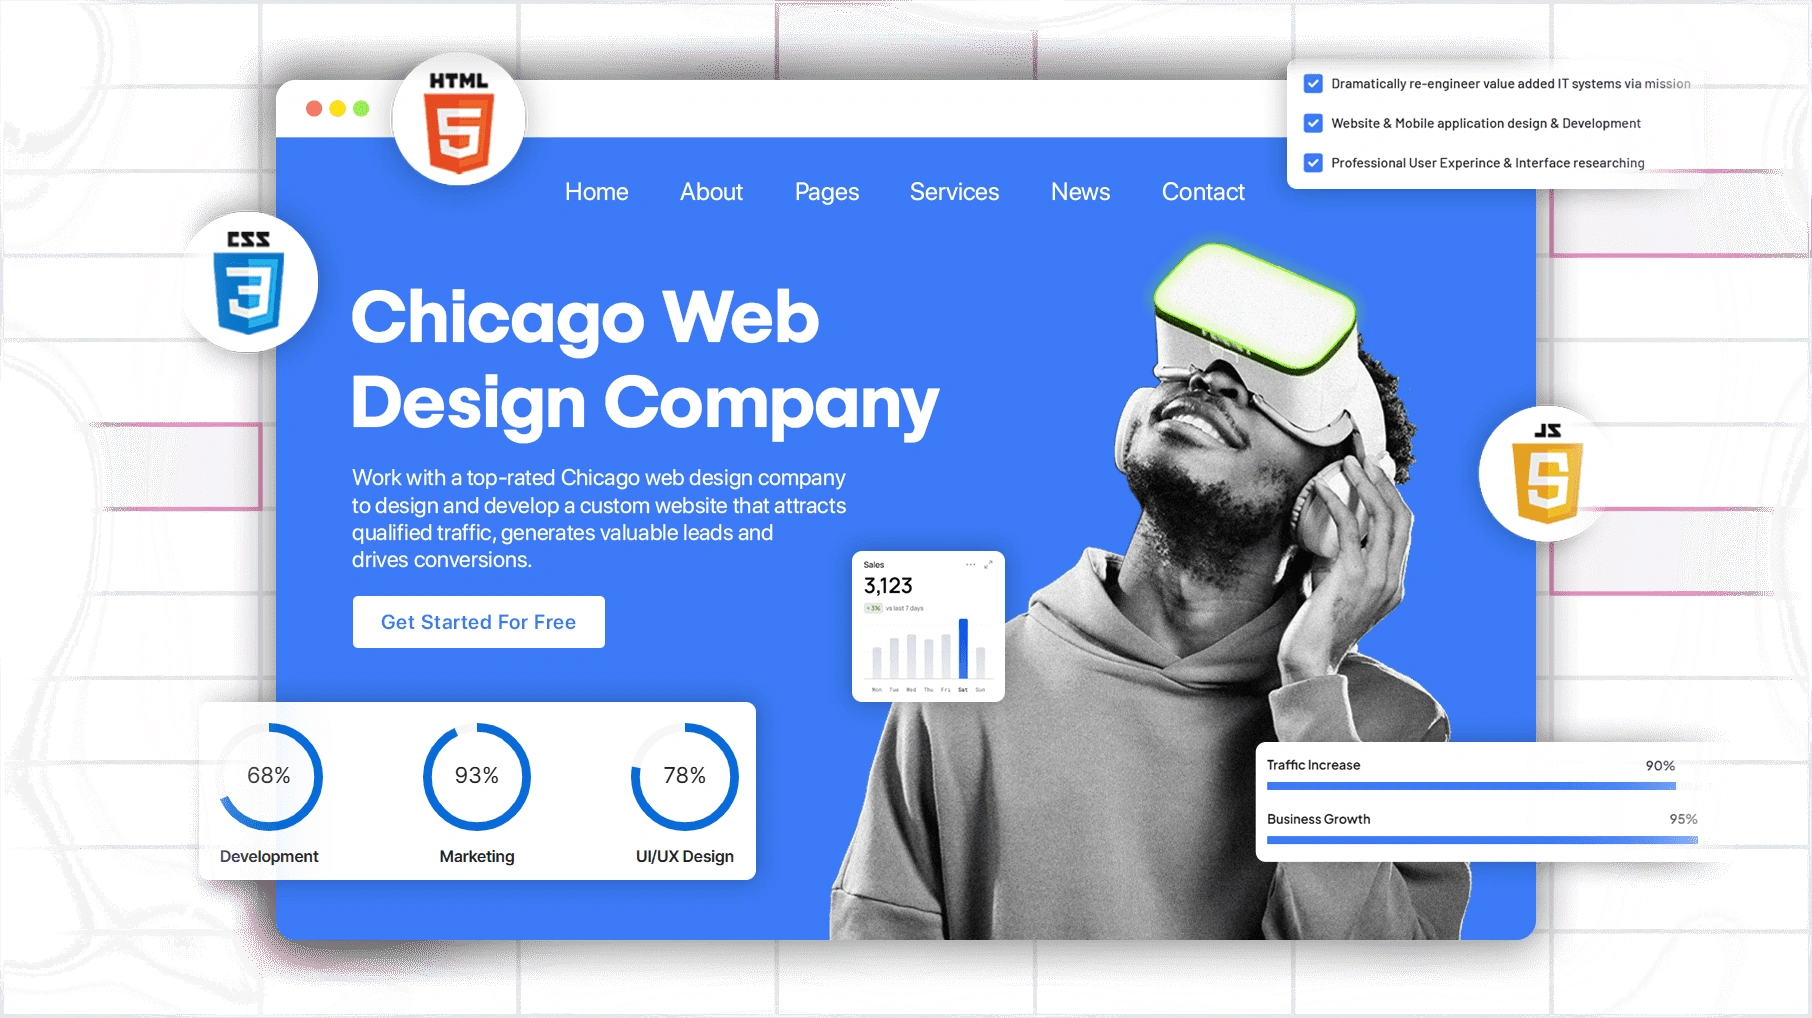 HTML
5
Dramatically re-engineer value added IT systems via mission
Website & Mobile application design & Development
Professional User Experince & Interface researching
Home About Pages Services News Contact
CSS
3
Chicago Web
Design Company
JS
5
Work with a top-rated Chicago web design company
to design and develop a custom website that attracts
qualified traffic, generates valuable leads and
drives conversions.
Get Started For Free
Sales
3,123
+3% vs last 7 days
Mon Tue Wed Thu Fri Sat Sun
68% 93% 78%
Development Marketing UI/UX Design
Traffic Increase 90%
Business Growth 95%